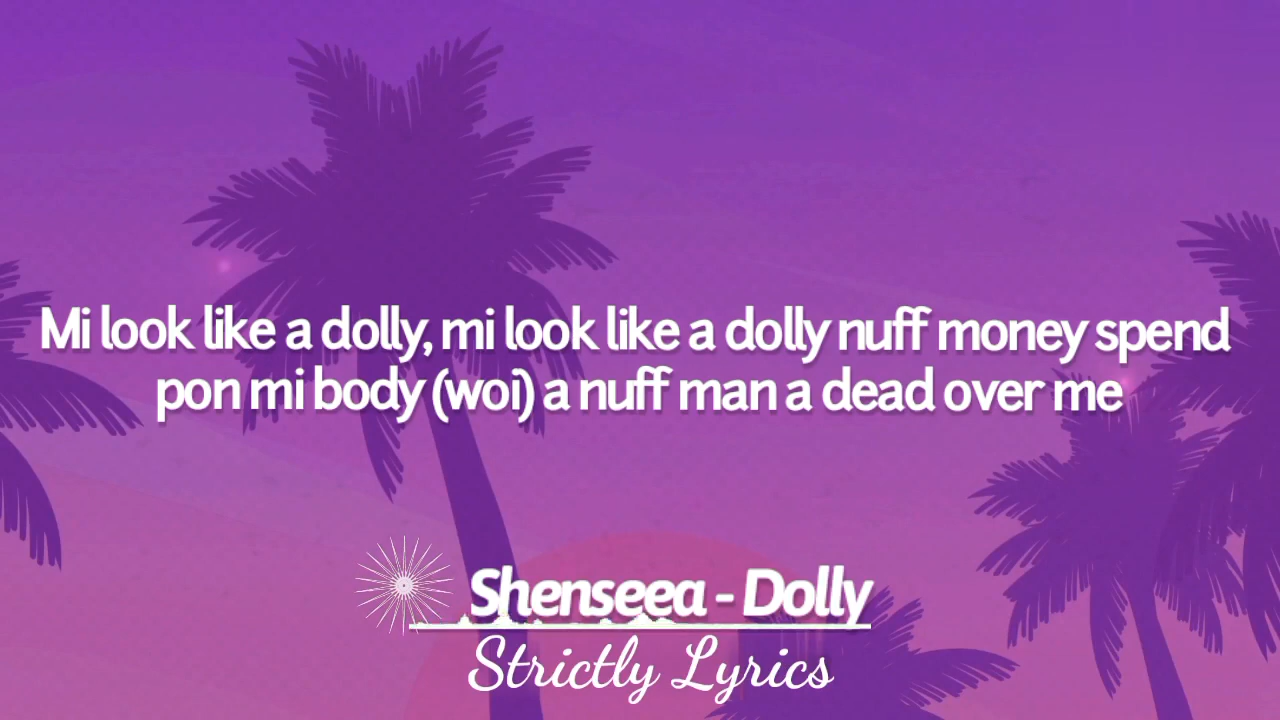 Mi look like a dolly, mi look like a dolly nuff money spend
pon mi body (woi) a nuff man a dead over me
Shenseea - Dolly
Strictly Lyrics